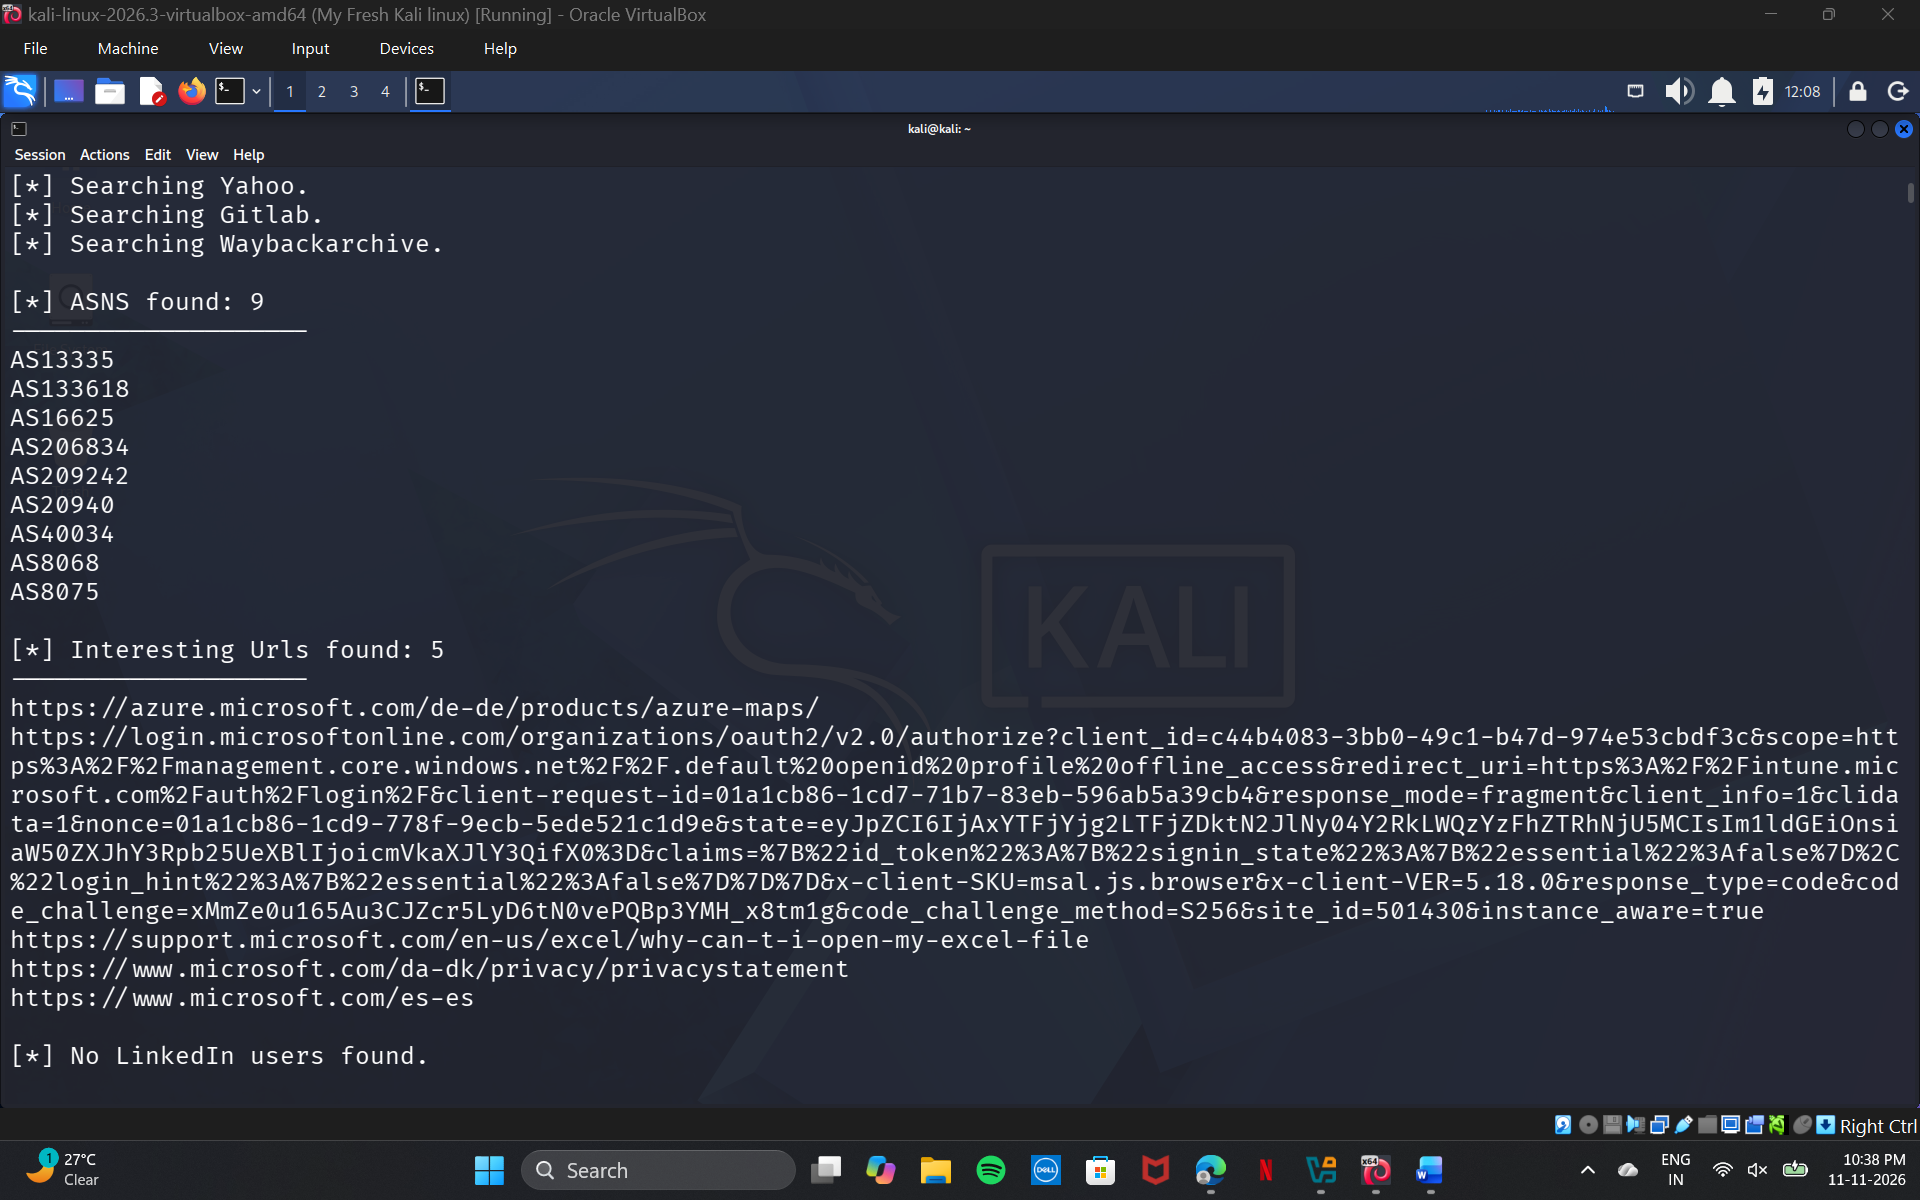 kali-linux-2026.3-virtualbox-amd64 (My Fresh Kali linux) [Running] - Oracle VirtualBox
File Machine View Input Devices Help
1 2 3 4 12:08
kali@kali: ~
Session Actions Edit View Help
[*] Searching Yahoo.
[*] Searching Gitlab.
[*] Searching Waybackarchive.
[*] ASNS found: 9
AS13335
AS133618
AS16625
AS206834
AS209242
AS20940
AS40034
AS8068
AS8075
[*] Interesting Urls found: 5
https://azure.microsoft.com/de-de/products/azure-maps/
https://login.microsoftonline.com/organizations/oauth2/v2.0/authorize?client_id=c44b4083-3bb0-49c1-b47d-974e53cbdf3c&scope=htt
ps%3A%2F%2Fmanagement.core.windows.net%2F%2F.default%20openid%20profile%20offline_access&redirect_uri=https%3A%2F%2Fintune.mic
rosoft.com%2Fauth%2Flogin%2F&client-request-id=01a1cb86-1cd7-71b7-83eb-596ab5a39cb4&response_mode=fragment&client_info=1&clida
ta=1&nonce=01a1cb86-1cd9-778f-9ecb-5ede521c1d9e&state=eyJpZCI6IjAxYTFjYjg2LTFjZDktN2JlNy04Y2RkLWQzYzFhZTRhNjU5MCIsIm1ldGEiOnsi
aW50ZXJhY3Rpb25UeXBlIjoicmVkaXJlY3QifX0%3D&claims=%7B%22id_token%22%3A%7B%22signin_state%22%3A%7B%22essential%22%3Afalse%7D%2C
%22login_hint%22%3A%7B%22essential%22%3Afalse%7D%7D%7D&x-client-SKU=msal.js.browser&x-client-VER=5.18.0&response_type=code&cod
e_challenge=xMmZe0u165Au3CJZcr5LyD6tN0vePQBp3YMH_x8tm1g&code_challenge_method=S256&site_id=501430&instance_aware=true
https://support.microsoft.com/en-us/excel/why-can-t-i-open-my-excel-file
https://www.microsoft.com/da-dk/privacy/privacystatement
https://www.microsoft.com/es-es
[*] No LinkedIn users found.
KALI
Right Ctrl
1
27°C
Clear
Search
DELL
ENG
IN
10:38 PM
11-11-2026